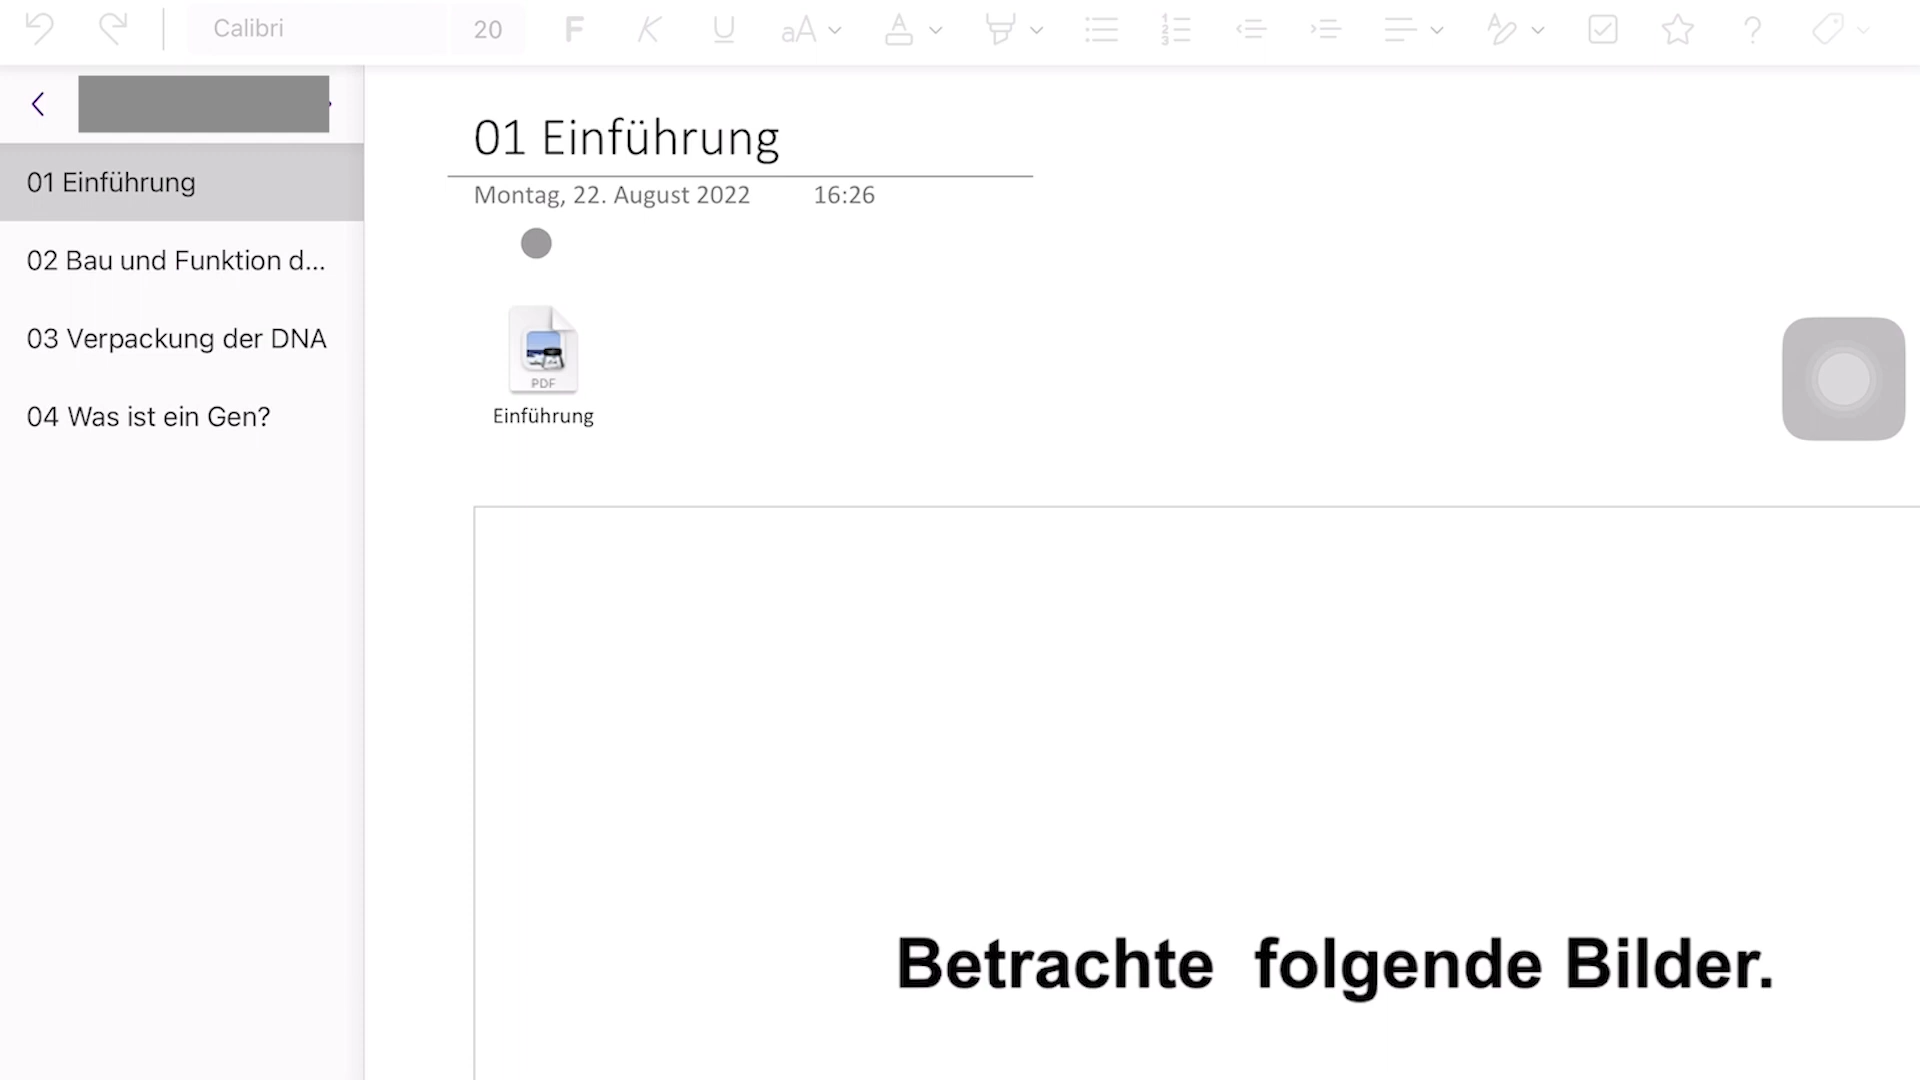 Calibri 20 F K U aA A
01 Einführung
02 Bau und Funktion d...
03 Verpackung der DNA
04 Was ist ein Gen?
01 Einführung
Montag, 22. August 2022 16:26
PDF
Einführung
Betrachte folgende Bilder.